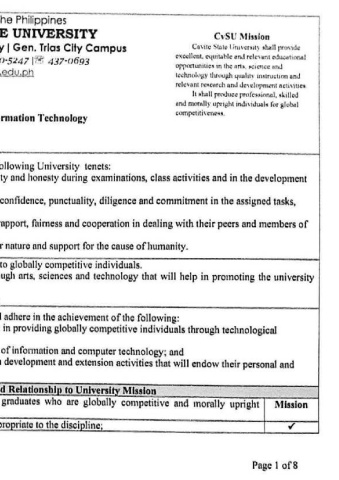 he Philippines
E UNIVERSITY
y | Gen. Trias City Campus
0-5247 |☏ 437-0693
.edu.ph
CvSU Mission
Cavite State University shall provide
excellent, equitable and relevant educational
opportunities in the arts, science and
technology through quality instruction and
relevant research and development activities.
It shall produce professional, skilled
and morally upright individuals for global
competitiveness.
rmation Technology
ollowing University tenets:
ty and honesty during examinations, class activities and in the development
confidence, punctuality, diligence and commitment in the assigned tasks,
apport, fairness and cooperation in dealing with their peers and members of
r nature and support for the cause of humanity.
to globally competitive individuals.
ugh arts, sciences and technology that will help in promoting the university
l adhere in the achievement of the following:
in providing globally competitive individuals through technological
of information and computer technology; and
development and extension activities that will endow their personal and
d Relationship to University Mission
graduates who are globally competitive and morally upright
Mission
propriate to the discipline;
✓
Page 1 of 8